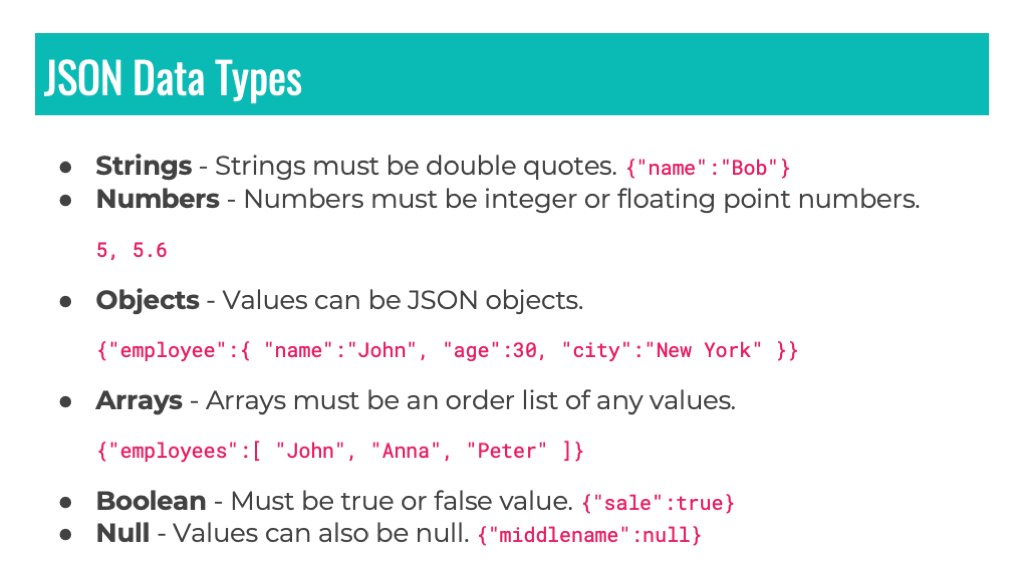 JSON Data Types
● Strings - Strings must be double quotes. {"name":"Bob"}
● Numbers - Numbers must be integer or floating point numbers.
5, 5.6
● Objects - Values can be JSON objects.
{"employee":{ "name":"John", "age":30, "city":"New York" }}
● Arrays - Arrays must be an order list of any values.
{"employees":[ "John", "Anna", "Peter" ]}
● Boolean - Must be true or false value. {"sale":true}
● Null - Values can also be null. {"middlename":null}